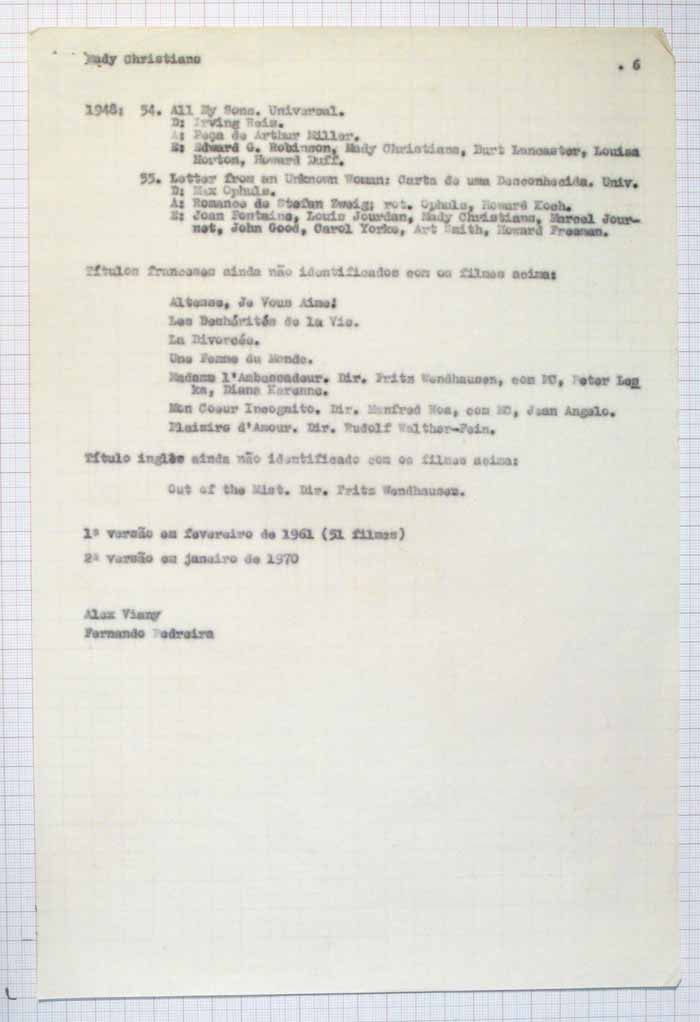 Mady Christians . 6
1948: 54. All My Sons. Universal.
D: Irving Reis.
A: Peça de Arthur Miller.
E: Edward G. Robinson, Mady Christians, Burt Lancaster, Louisa
Horton, Howard Duff.
55. Letter from an Unknown Woman: Carta de uma Desconhecida. Univ.
D: Max Ophuls.
A: Romance de Stefan Zweig; rot. Ophuls, Howard Koch.
E: Joan Fontaine, Louis Jourdan, Mady Christians, Marcel Jour-
net, John Good, Carol Yorke, Art Smith, Howard Freeman.
Títulos franceses ainda não identificados com os filmes acima:
Altesse, Je Vous Aime!
Les Deshérités de la Vie.
La Divorcée.
Une Femme du Monde.
Madame l'Ambassadeur. Dir. Fritz Wendhausen, com MC, Peter Les
ka, Diana Karenne.
Mon Coeur Incognito. Dir. Manfred Noa, com MC, Jean Angelo.
Plaisirs d'Amour. Dir. Rudolf Walther-Fein.
Título inglês ainda não identificado com os filmes acima:
Out of the Mist. Dir. Fritz Wendhausen.
1ª versão em fevereiro de 1961 (51 filmes)
2ª versão em janeiro de 1970
Alex Viany
Fernando Pedreira